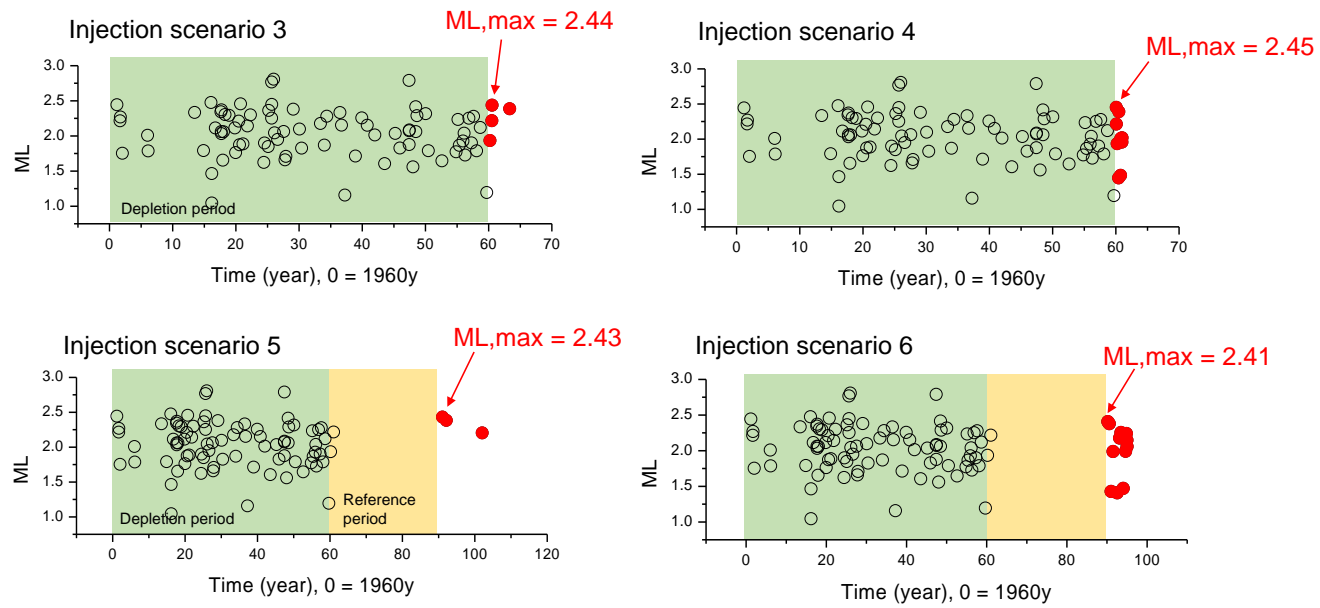 Injection scenario 3
ML,max = 2.44
3.0
2.5
2.0
1.5
1.0
ML
Depletion period
0 10 20 30 40 50 60 70
Time (year), 0 = 1960y
Injection scenario 4
ML,max = 2.45
3.0
2.5
2.0
1.5
1.0
ML
0 10 20 30 40 50 60 70
Time (year), 0 = 1960y
Injection scenario 5
ML,max = 2.43
3.0
2.5
2.0
1.5
1.0
ML
Depletion period
Reference
period
0 20 40 60 80 100 120
Time (year), 0 = 1960y
Injection scenario 6
ML,max = 2.41
3.0
2.5
2.0
1.5
1.0
ML
0 20 40 60 80 100
Time (year), 0 = 1960y